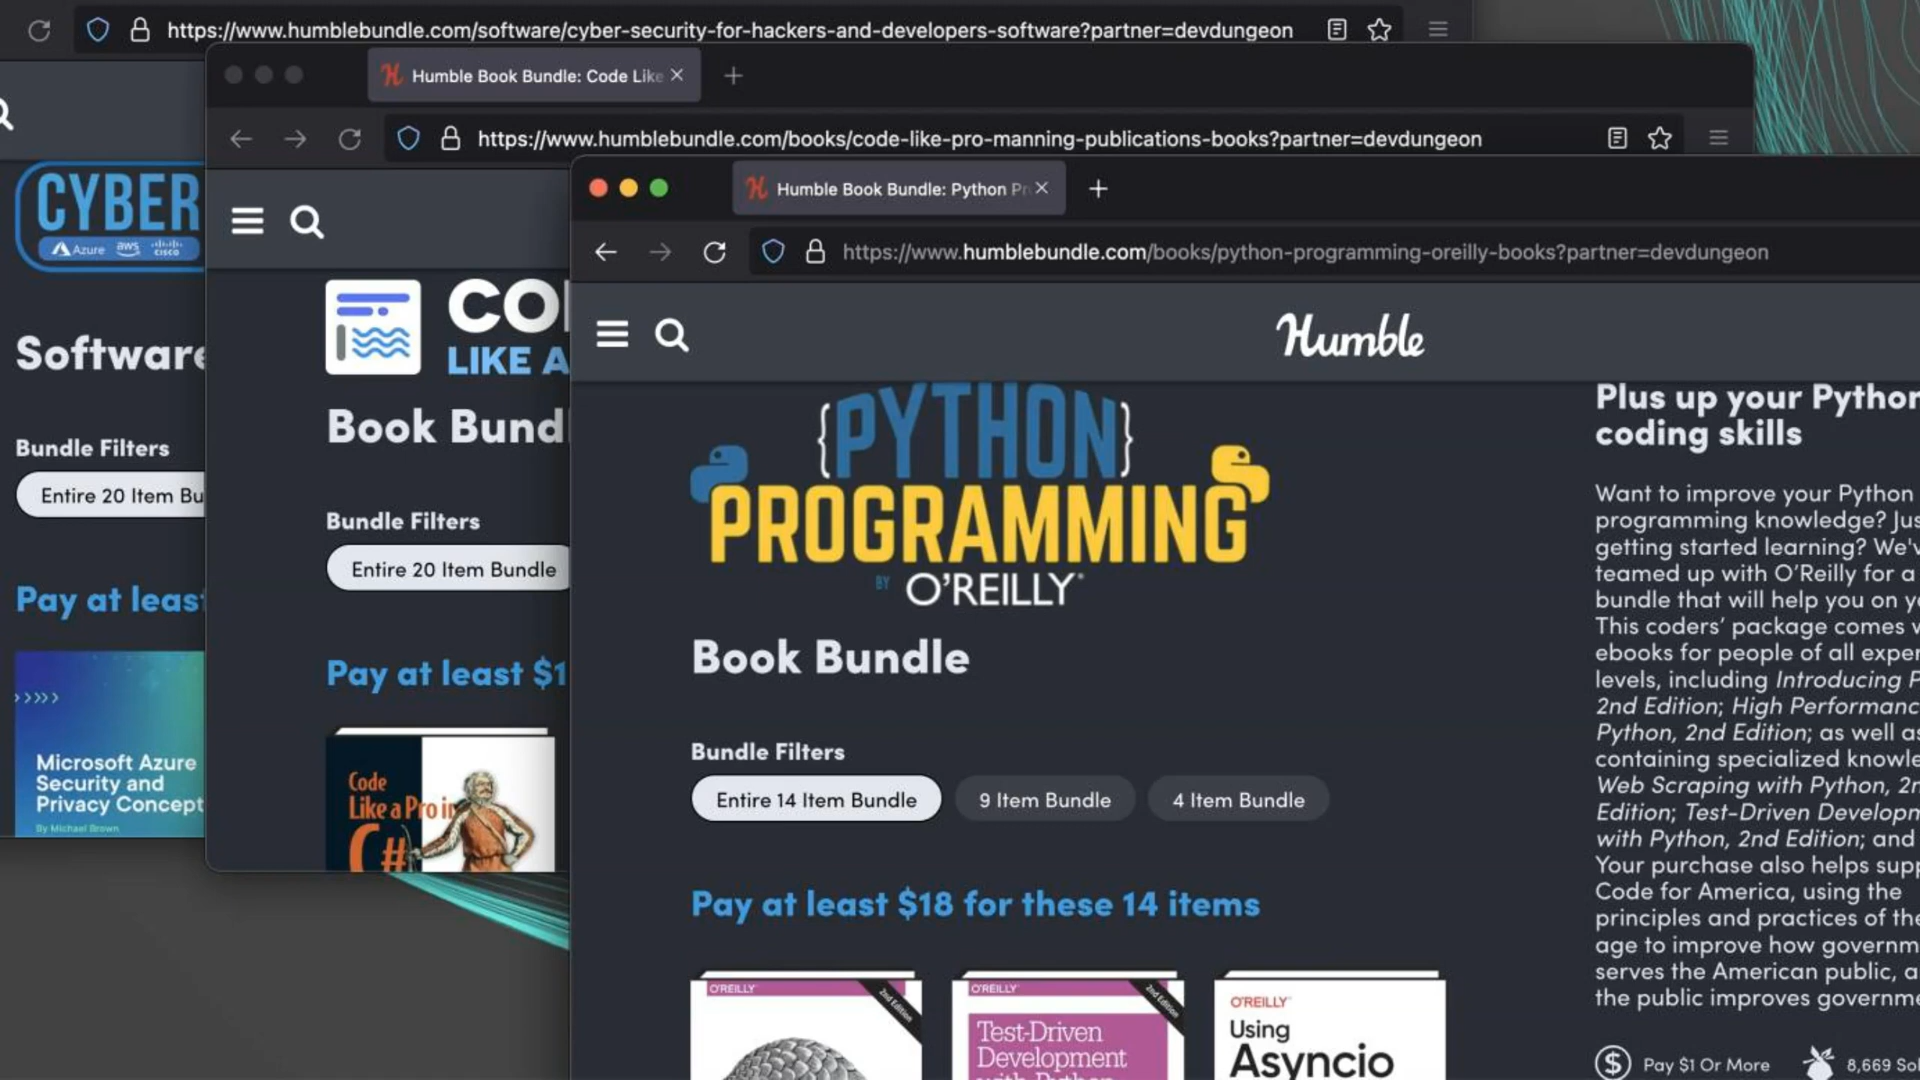 https://www.humblebundle.com/software/cyber-security-for-hackers-and-developers-software?partner=devdungeon
CYBER
Azure aws cisco
Software
Bundle Filters
Entire 20 Item Bu
Pay at least
>>>>>
Microsoft Azure
Security and
Privacy Concept
By Michael Brown
Humble Book Bundle: Code Like
https://www.humblebundle.com/books/code-like-pro-manning-publications-books?partner=devdungeon
CO
LIKE A
Book Bund
Bundle Filters
Entire 20 Item Bundle
Pay at least $1
Code
Like a Pro in
C#
Humble Book Bundle: Python Pr
https://www.humblebundle.com/books/python-programming-oreilly-books?partner=devdungeon
Humble
{PYTHON}
PROGRAMMING
BY O'REILLY®
Book Bundle
Bundle Filters
Entire 14 Item Bundle
9 Item Bundle
4 Item Bundle
Pay at least $18 for these 14 items
O'REILLY
2nd Edition
O'REILLY
2nd Edition
Test-Driven
Development
with Python
O'REILLY
Using
Asyncio
Plus up your Python
coding skills
Want to improve your Python
programming knowledge? Jus
getting started learning? We'v
teamed up with O'Reilly for a
bundle that will help you on y
This coders' package comes w
ebooks for people of all exper
levels, including Introducing P
2nd Edition; High Performanc
Python, 2nd Edition; as well as
containing specialized knowle
Web Scraping with Python, 2n
Edition; Test-Driven Developm
with Python, 2nd Edition; and
Your purchase also helps supp
Code for America, using the
principles and practices of the
age to improve how governm
serves the American public, a
the public improves governme
$ Pay $1 Or More
8,669 Sol